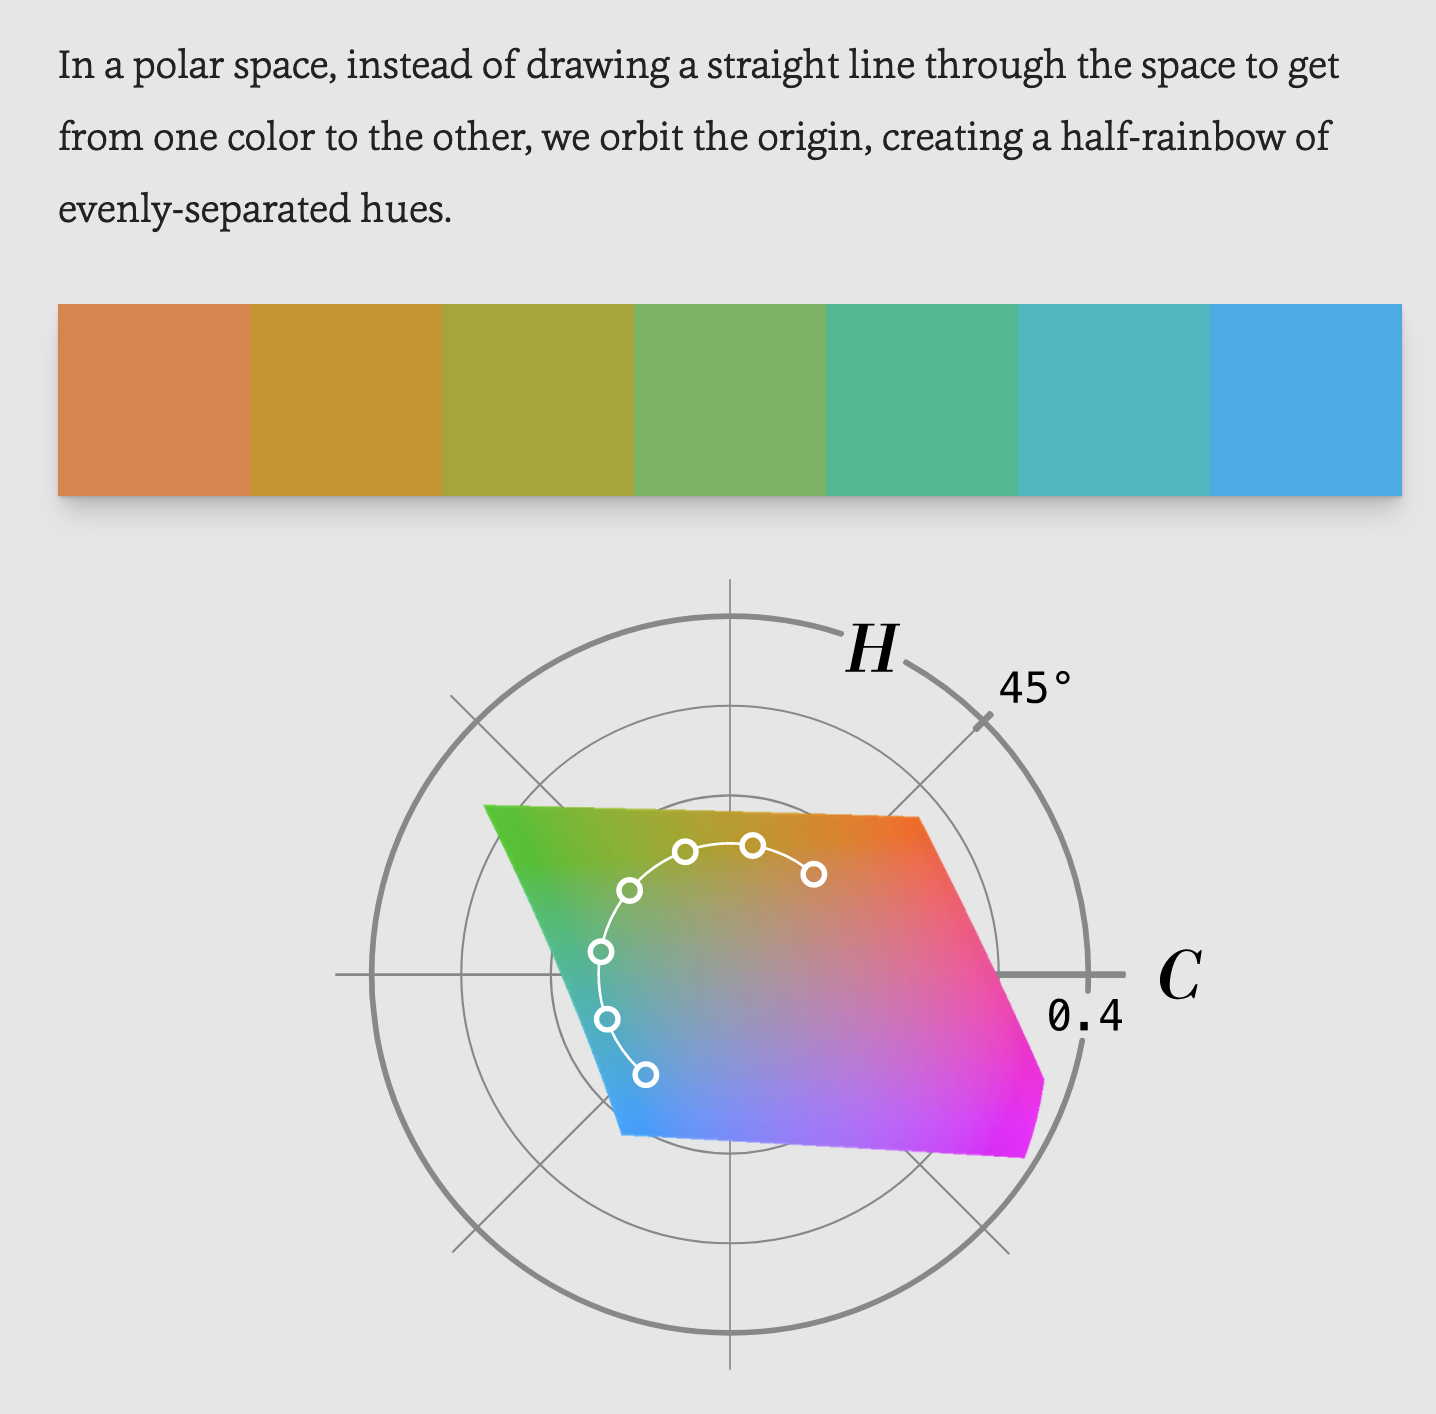 In a polar space, instead of drawing a straight line through the space to get
from one color to the other, we orbit the origin, creating a half-rainbow of
evenly-separated hues.
H
45°
C
0.4